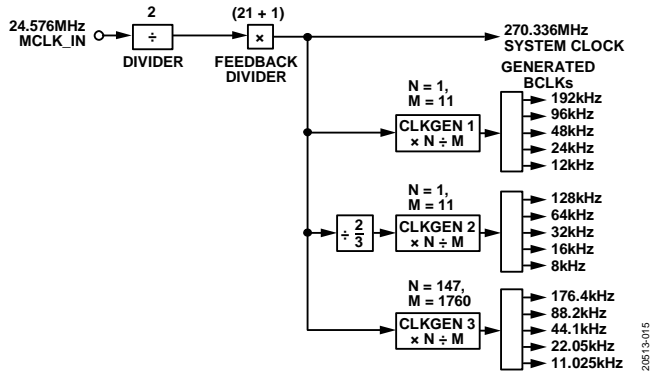 24.576MHz
MCLK_IN
2
÷
DIVIDER
(21 + 1)
×
FEEDBACK
DIVIDER
270.336MHz
SYSTEM CLOCK
GENERATED
BCLKs
N = 1,
M = 11
CLKGEN 1
× N ÷ M
192kHz
96kHz
48kHz
24kHz
12kHz
÷ 2
3
N = 1,
M = 11
CLKGEN 2
× N ÷ M
128kHz
64kHz
32kHz
16kHz
8kHz
N = 147,
M = 1760
CLKGEN 3
× N ÷ M
176.4kHz
88.2kHz
44.1kHz
22.05kHz
11.025kHz
20513-015